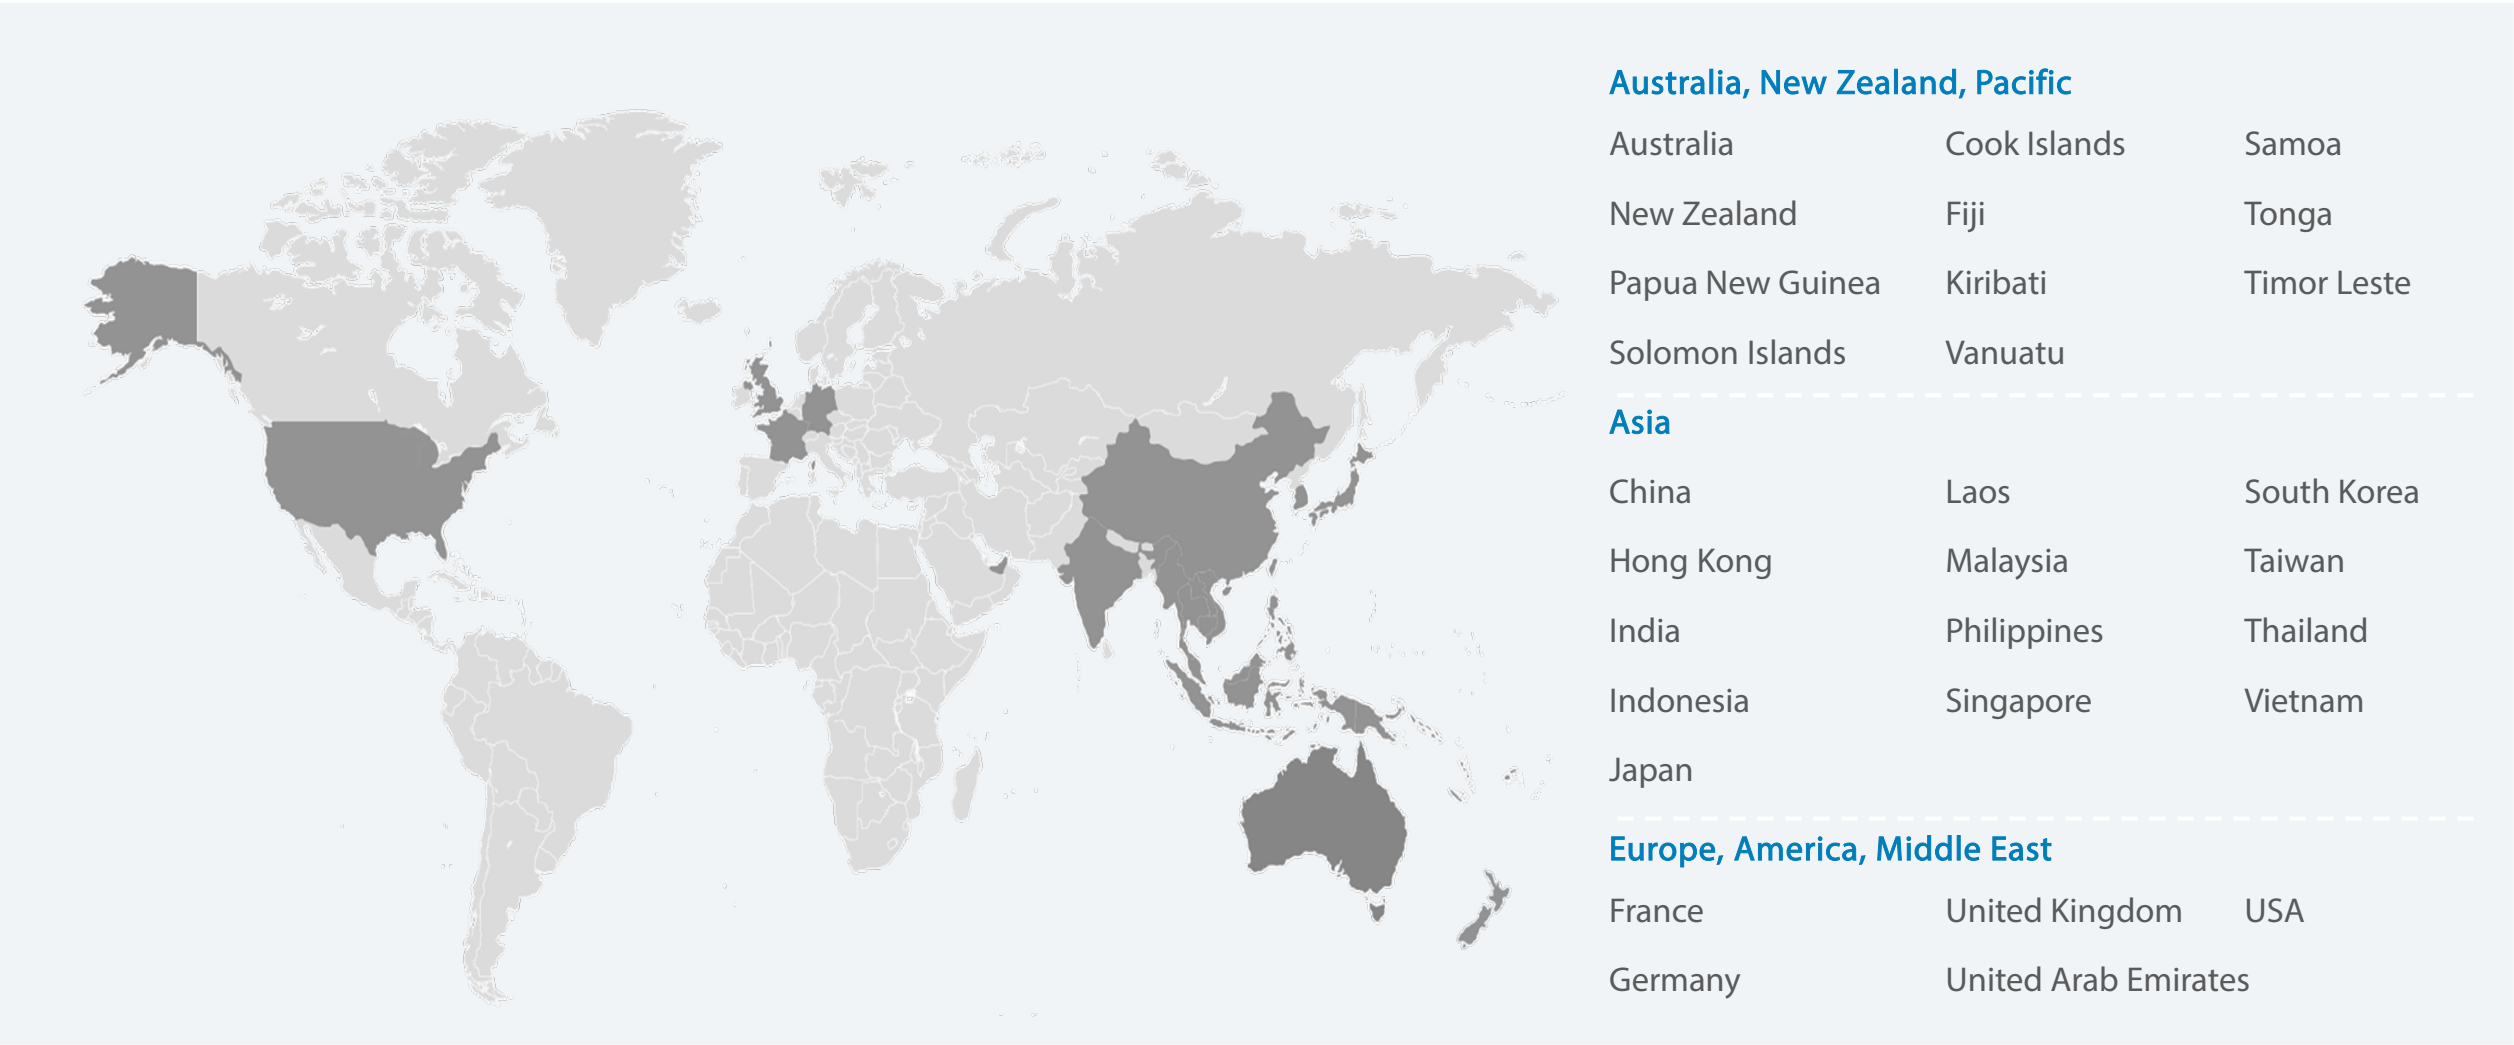 Australia, New Zealand, Pacific
Australia Cook Islands Samoa
New Zealand Fiji Tonga
Papua New Guinea Kiribati Timor Leste
Solomon Islands Vanuatu
Asia
China Laos South Korea
Hong Kong Malaysia Taiwan
India Philippines Thailand
Indonesia Singapore Vietnam
Japan
Europe, America, Middle East
France United Kingdom USA
Germany United Arab Emirates